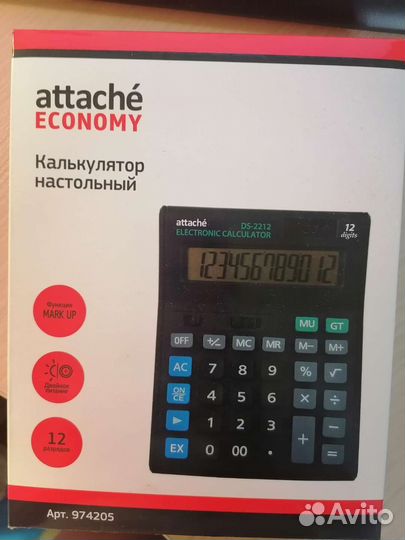 attaché
ECONOMY
Калькулятор
настольный
attaché
DS-2212
ELECTRONIC CALCULATOR
12
digits
123456789012
Функция
MARK UP
MU GT
OFF +/- MC MR M– M+
AC 7 8 9 % √
Двойное
питание
ON
CE 4 5 6 × ÷
12
разрядов
► 1 2 3 + –
EX 0 00 . =
Арт. 974205
Avito